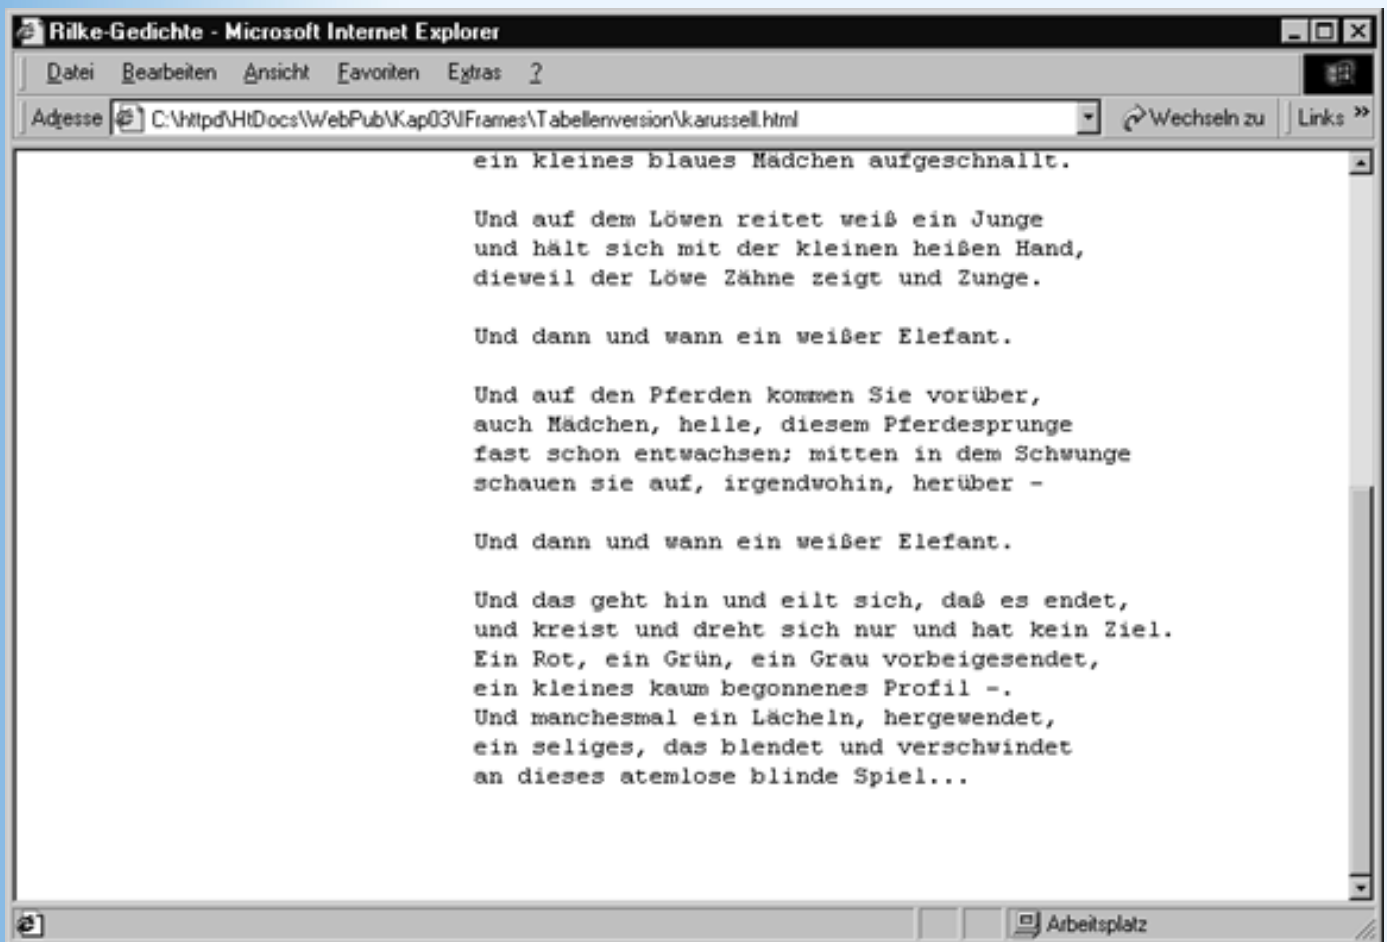 Rilke-Gedichte - Microsoft Internet Explorer
Datei Bearbeiten Ansicht Favoriten Extras ?
Adresse C:\httpd\HtDocs\WebPub\Kap03\IFrames\Tabellenversion\karussell.html Wechseln zu Links »
ein kleines blaues Mädchen aufgeschnallt.
Und auf dem Löwen reitet weiß ein Junge
und hält sich mit der kleinen heißen Hand,
dieweil der Löwe Zähne zeigt und Zunge.
Und dann und wann ein weißer Elefant.
Und auf den Pferden kommen Sie vorüber,
auch Mädchen, helle, diesem Pferdesprunge
fast schon entwachsen; mitten in dem Schwunge
schauen sie auf, irgendwohin, herüber -
Und dann und wann ein weißer Elefant.
Und das geht hin und eilt sich, daß es endet,
und kreist und dreht sich nur und hat kein Ziel.
Ein Rot, ein Grün, ein Grau vorbeigesendet,
ein kleines kaum begonnenes Profil -.
Und manchesmal ein Lächeln, hergewendet,
ein seliges, das blendet und verschwindet
an dieses atemlose blinde Spiel...
Arbeitsplatz